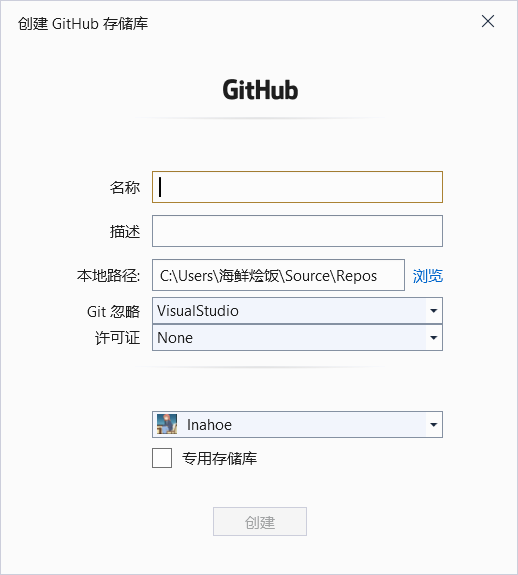 创建 GitHub 存储库
GitHub
名称
描述
本地路径: C:\Users\海鲜烩饭\Source\Repos 浏览
Git 忽略 VisualStudio
许可证 None
Inahoe
专用存储库
创建